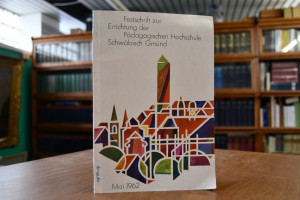 Festschrift zur
Errichtung der
Pädagogischen Hochschule
Schwäbisch Gmünd
Mai 1962